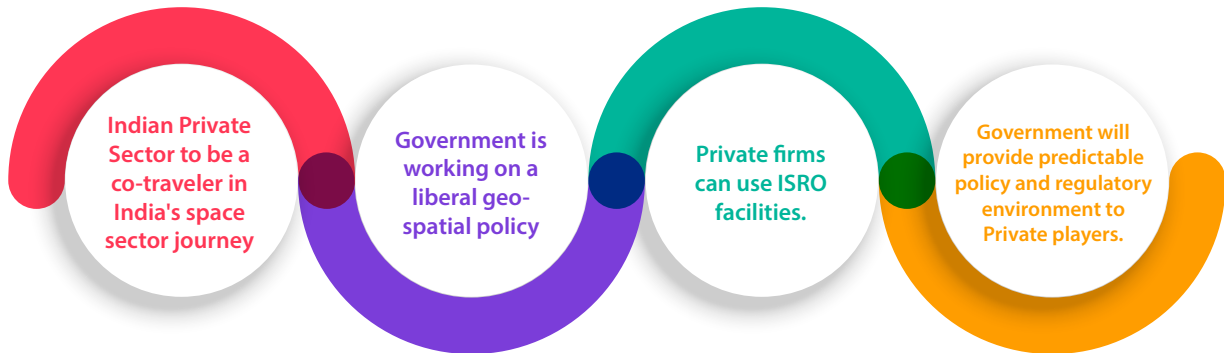 Indian Private
Sector to be a
co-traveler in
India's space
sector journey
Government is
working on a
liberal geo-
spatial policy
Private firms
can use ISRO
facilities.
Government will
provide predictable
policy and regulatory
environment to
Private players.